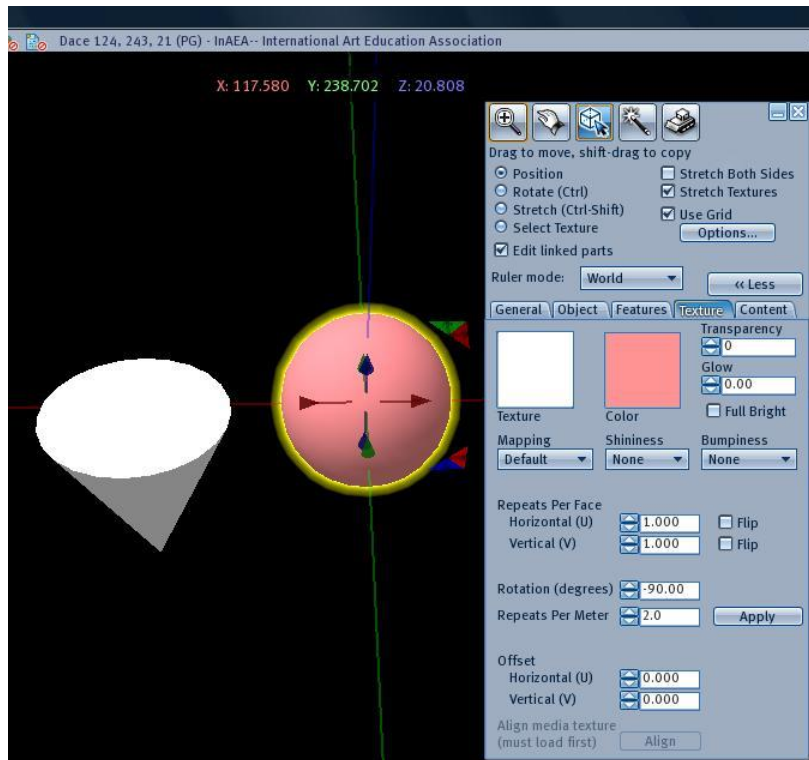 Dace 124, 243, 21 (PG) - InAEA-- International Art Education Association
X: 117.580 Y: 238.702 Z: 20.808
Drag to move, shift-drag to copy
Position
Stretch Both Sides
Rotate (Ctrl)
Stretch Textures
Stretch (Ctrl-Shift)
Use Grid
Select Texture
Options...
Edit linked parts
Ruler mode: World
<< Less
General Object Features Texture Content
Transparency
0
Glow
0.00
Full Bright
Texture Color
Mapping Shininess Bumpiness
Default None None
Repeats Per Face
Horizontal (U) 1.000 Flip
Vertical (V) 1.000 Flip
Rotation (degrees) -90.00
Repeats Per Meter 2.0 Apply
Offset
Horizontal (U) 0.000
Vertical (V) 0.000
Align media texture
(must load first) Align